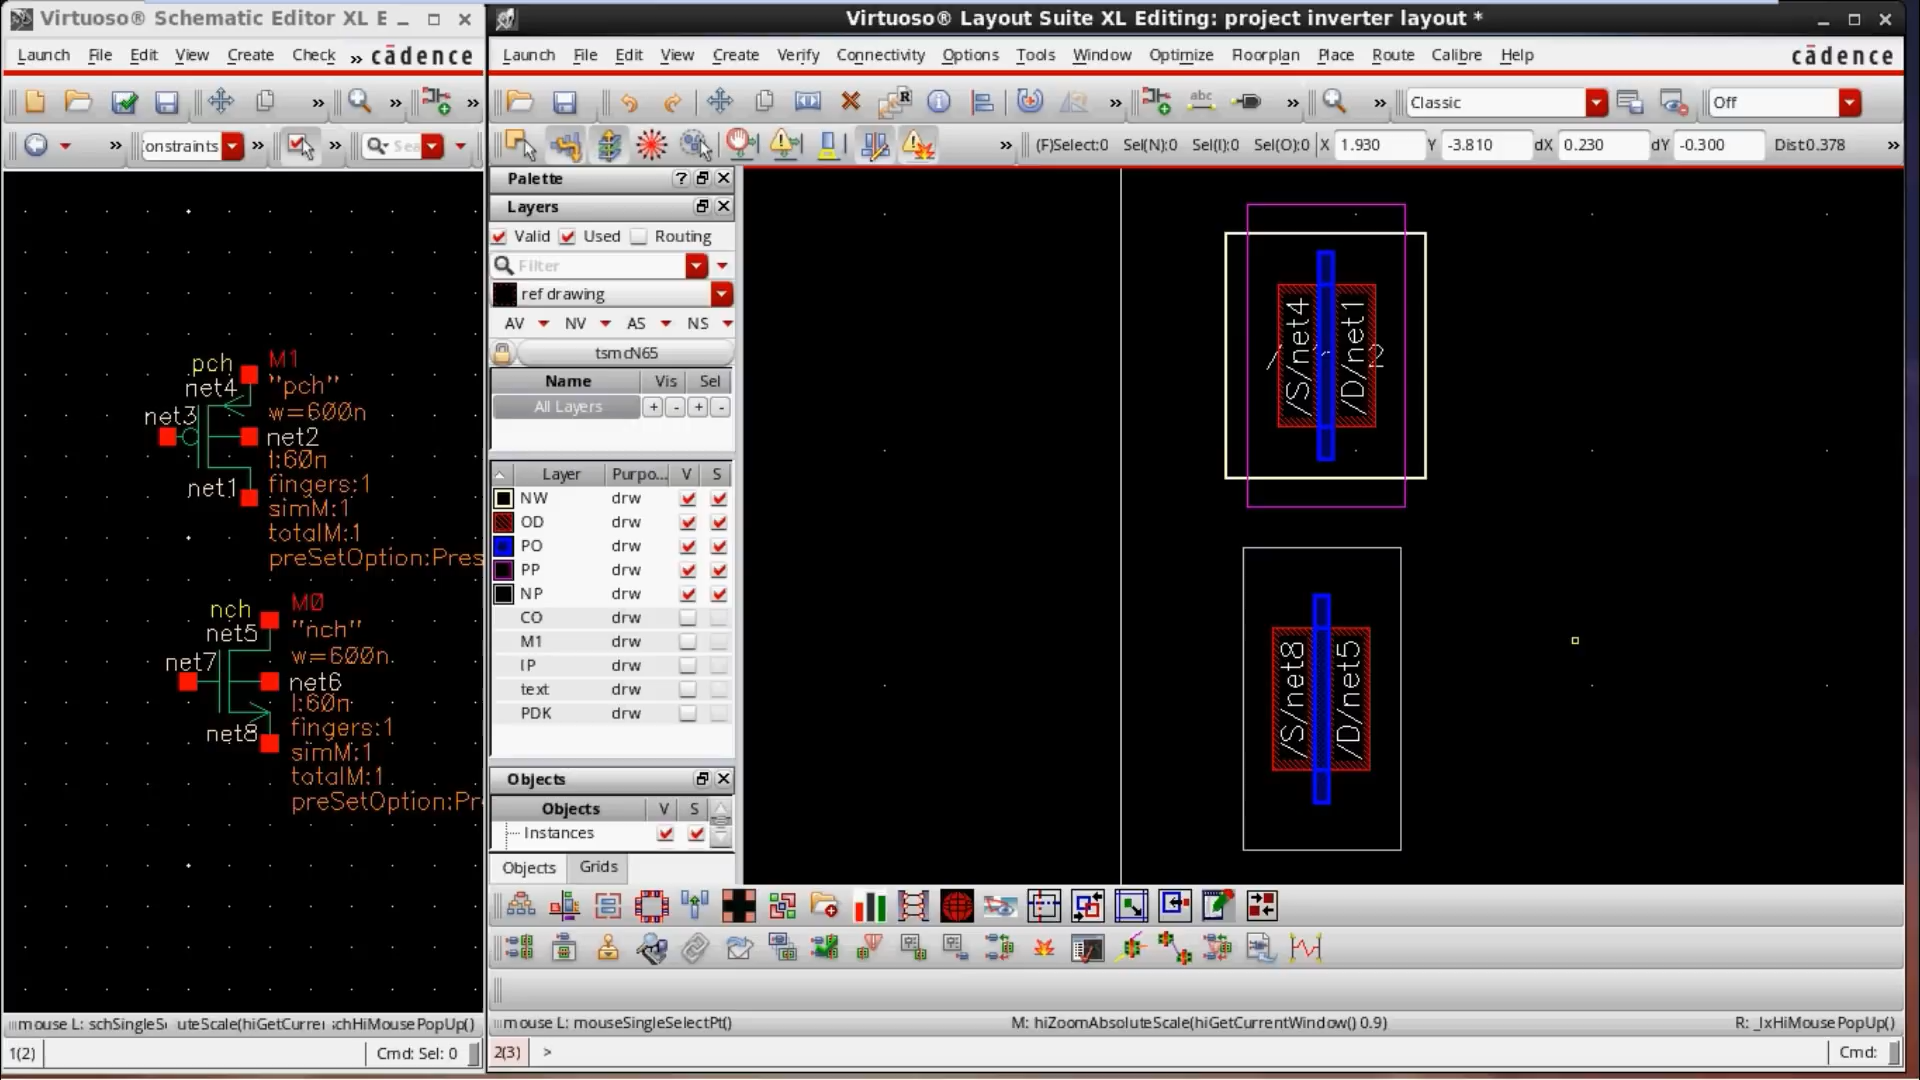 Virtuoso® Schematic Editor XL E
Launch File Edit View Create Check » cādence
» » »
» Constraints » »
pch M1
net4 "pch"
net3 w=600n
net2
l:60n
net1 fingers:1
simM:1
totalM:1
preSetOption:Pres
nch M0
net5 "nch"
net7 w=600n
net6
l:60n
fingers:1
net8 simM:1
totalM:1
preSetOption:Pr
mouse L: schSingleS uteScale(hiGetCurre chHiMousePopUp()
1(2) Cmd: Sel: 0
Virtuoso® Layout Suite XL Editing: project inverter layout *
Launch File Edit View Create Verify Connectivity Options Tools Window Optimize Floorplan Place Route Calibre Help cādence
R » abc » » Classic Off
» (F)Select:0 Sel(N):0 Sel(I):0 Sel(O):0 X 1.930 Y -3.810 dX 0.230 dY -0.300 Dist:0.378 »
Palette ?
Layers
Valid Used Routing
Filter
ref drawing
AV NV AS NS
tsmcN65
Name Vis Sel
All Layers + - + -
Layer Purpo... V S
NW drw
OD drw
PO drw
PP drw
NP drw
CO drw
M1 drw
LP drw
text drw
PDK drw
Objects
Objects V S
Instances
Objects Grids
/S/net4
/D/net1
/S/net8
/D/net5
mouse L: mouseSingleSelectPt() M: hiZoomAbsoluteScale(hiGetCurrentWindow() 0.9) R: _lxHiMousePopUp()
2(3) > Cmd: